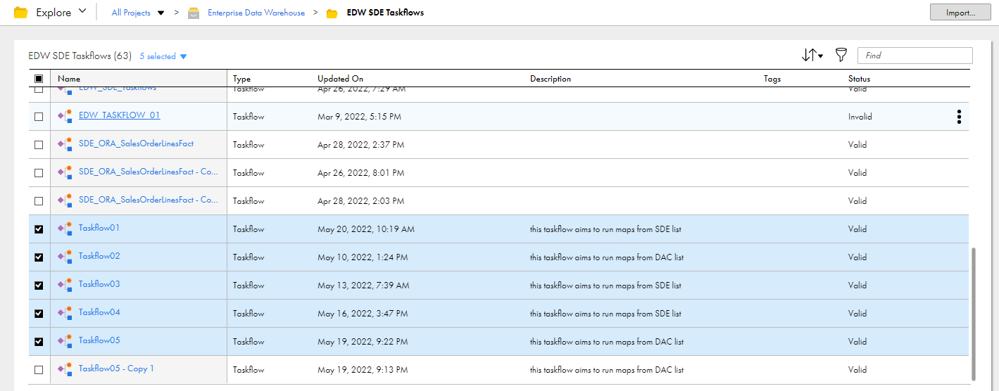 Explore All Projects > Enterprise Data Warehouse > EDW SDE Taskflows Import...
EDW SDE Taskflows (63) 5 selected Find
Name Type Updated On Description Tags Status
EDW_SDE_Taskflows Taskflow Apr 26, 2022, 7:29 AM Valid
EDW_TASKFLOW_01 Taskflow Mar 9, 2022, 5:15 PM Invalid
SDE_ORA_SalesOrderLinesFact Taskflow Apr 28, 2022, 2:37 PM Valid
SDE_ORA_SalesOrderLinesFact - Co... Taskflow Apr 26, 2022, 8:01 PM Valid
SDE_ORA_SalesOrderLinesFact - Co... Taskflow Apr 28, 2022, 2:03 PM Valid
Taskflow01 Taskflow May 20, 2022, 10:19 AM this taskflow aims to run maps from SDE list Valid
Taskflow02 Taskflow May 10, 2022, 1:24 PM this taskflow aims to run maps from DAC list Valid
Taskflow03 Taskflow May 13, 2022, 7:39 AM this taskflow aims to run maps from SDE list Valid
Taskflow04 Taskflow May 16, 2022, 3:47 PM this taskflow aims to run maps from SDE list Valid
Taskflow05 Taskflow May 19, 2022, 9:22 PM this taskflow aims to run maps from DAC list Valid
Taskflow05 - Copy 1 Taskflow May 19, 2022, 9:13 PM this taskflow aims to run maps from DAC list Valid